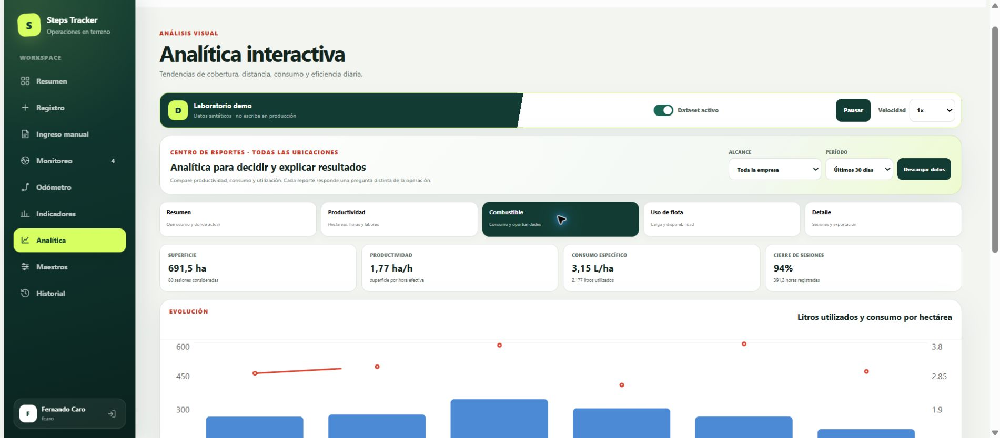 S
Steps Tracker
Operaciones en terreno
WORKSPACE
Resumen
Registro
Ingreso manual
Monitoreo 4
Odómetro
Indicadores
Analítica
Maestros
Historial
F
Fernando Caro
fcaro
ANÁLISIS VISUAL
Analítica interactiva
Tendencias de cobertura, distancia, consumo y eficiencia diaria.
D
Laboratorio demo
Datos sintéticos · no escribe en producción
Dataset activo
Pausar
Velocidad
1×
CENTRO DE REPORTES · TODAS LAS UBICACIONES
Analítica para decidir y explicar resultados
Compare productividad, consumo y utilización. Cada reporte responde una pregunta distinta de la operación.
ALCANCE
Toda la empresa
PERÍODO
Últimos 30 días
Descargar datos
Resumen
Qué ocurrió y dónde actuar
Productividad
Hectáreas, horas y labores
Combustible
Consumo y oportunidades
Uso de flota
Carga y disponibilidad
Detalle
Sesiones y exportación
SUPERFICIE
691,5 ha
80 sesiones consideradas
PRODUCTIVIDAD
1,77 ha/h
superficie por hora efectiva
CONSUMO ESPECÍFICO
3,15 L/ha
2.177 litros utilizados
CIERRE DE SESIONES
94%
391,2 horas registradas
EVOLUCIÓN
Litros utilizados y consumo por hectárea
600
450
300
3.8
2.85
1.9